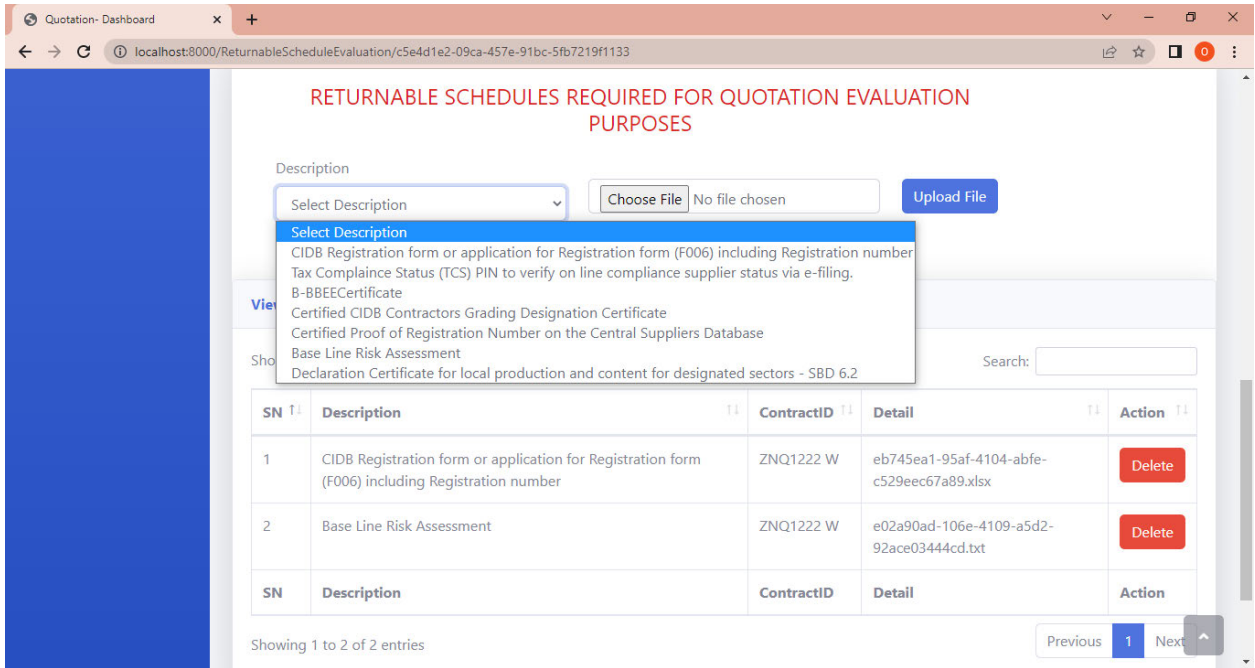 Quotation- Dashboard
localhost:8000/ReturnableScheduleEvaluation/c5e4d1e2-09ca-457e-91bc-5fb7219f1133
O
RETURNABLE SCHEDULES REQUIRED FOR QUOTATION EVALUATION
PURPOSES
Description
Select Description
Choose File No file chosen
Upload File
Select Description
CIDB Registration form or application for Registration form (F006) including Registration number
Tax Complaince Status (TCS) PIN to verify on line compliance supplier status via e-filing.
B-BBEECertificate
Certified CIDB Contractors Grading Designation Certificate
Certified Proof of Registration Number on the Central Suppliers Database
Base Line Risk Assessment
Declaration Certificate for local production and content for designated sectors - SBD 6.2
Search:
SN Description ContractID Detail Action
1 CIDB Registration form or application for Registration form ZNQ1222 W eb745ea1-95af-4104-abfe- Delete
(F006) including Registration number c529eec67a89.xlsx
2 Base Line Risk Assessment ZNQ1222 W e02a90ad-106e-4109-a5d2- Delete
92ace03444cd.txt
SN Description ContractID Detail Action
Showing 1 to 2 of 2 entries
Previous 1 Next